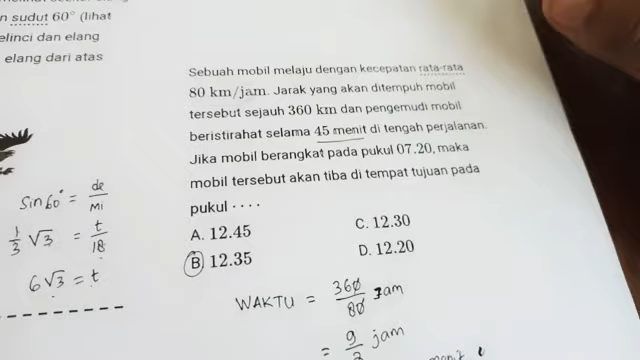 n sudut 60° (lihat
elinci dan elang
elang dari atas
sin 60° = de/mi
1/3 √3 = t/18
6√3 = t
Sebuah mobil melaju dengan kecepatan rata-rata
80 km/jam. Jarak yang akan ditempuh mobil
tersebut sejauh 360 km dan pengemudi mobil
beristirahat selama 45 menit di tengah perjalanan.
Jika mobil berangkat pada pukul 07.20, maka
mobil tersebut akan tiba di tempat tujuan pada
pukul ....
A. 12.45
C. 12.30
B. 12.35
D. 12.20
WAKTU = 360/80 jam
= 9/2 jam
menit